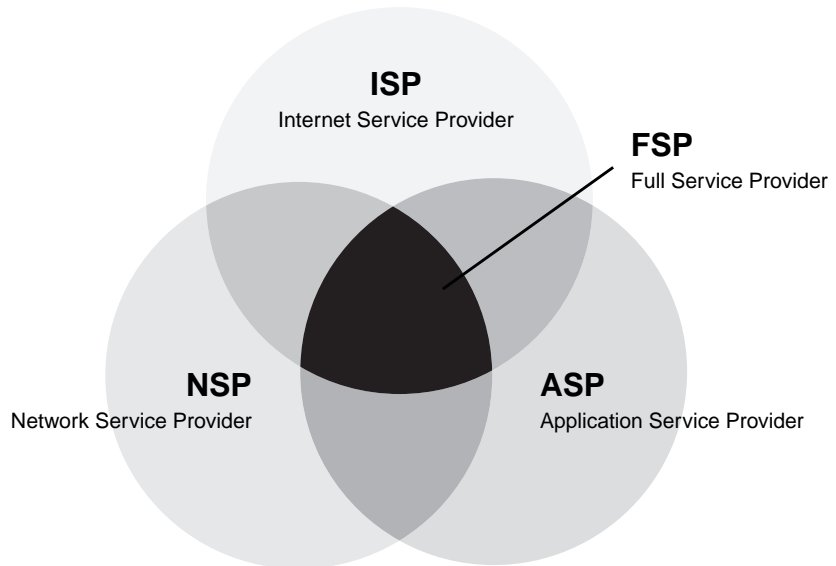 ISP
Internet Service Provider
FSP
Full Service Provider
NSP
Network Service Provider
ASP
Application Service Provider